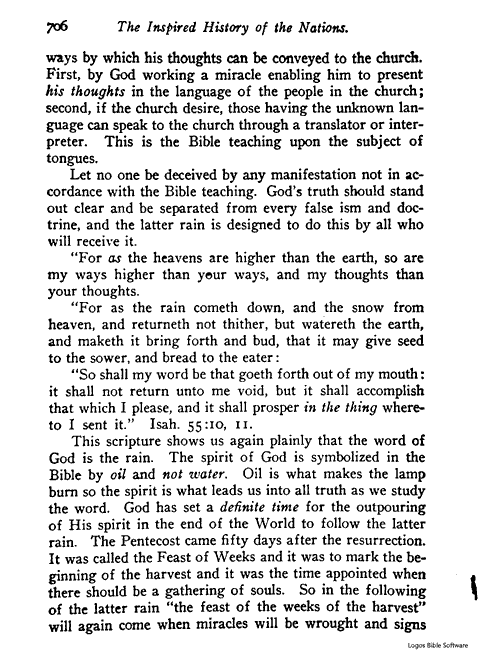 706 The Inspired History of the Nations.
ways by which his thoughts can be conveyed to the church.
First, by God working a miracle enabling him to present
his thoughts in the language of the people in the church;
second, if the church desire, those having the unknown lan-
guage can speak to the church through a translator or inter-
preter. This is the Bible teaching upon the subject of
tongues.
Let no one be deceived by any manifestation not in ac-
cordance with the Bible teaching. God's truth should stand
out clear and be separated from every false ism and doc-
trine, and the latter rain is designed to do this by all who
will receive it.
"For as the heavens are higher than the earth, so are
my ways higher than your ways, and my thoughts than
your thoughts.
"For as the rain cometh down, and the snow from
heaven, and returneth not thither, but watereth the earth,
and maketh it bring forth and bud, that it may give seed
to the sower, and bread to the eater:
"So shall my word be that goeth forth out of my mouth:
it shall not return unto me void, but it shall accomplish
that which I please, and it shall prosper in the thing where-
to I sent it." Isah. 55:10, 11.
This scripture shows us again plainly that the word of
God is the rain. The spirit of God is symbolized in the
Bible by oil and not water. Oil is what makes the lamp
burn so the spirit is what leads us into all truth as we study
the word. God has set a definite time for the outpouring
of His spirit in the end of the World to follow the latter
rain. The Pentecost came fifty days after the resurrection.
It was called the Feast of Weeks and it was to mark the be-
ginning of the harvest and it was the time appointed when
there should be a gathering of souls. So in the following
of the latter rain "the feast of the weeks of the harvest"
will again come when miracles will be wrought and signs
Logos Bible Software